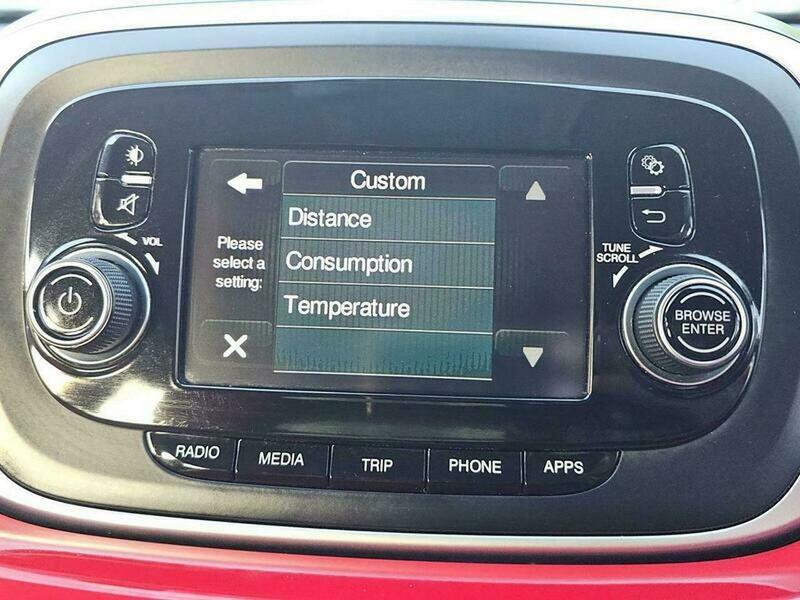 Custom
Distance
Please
select a
setting:
Consumption
Temperature
VOL
TUNE
SCROLL
BROWSE
ENTER
RADIO
MEDIA
TRIP
PHONE
APPS